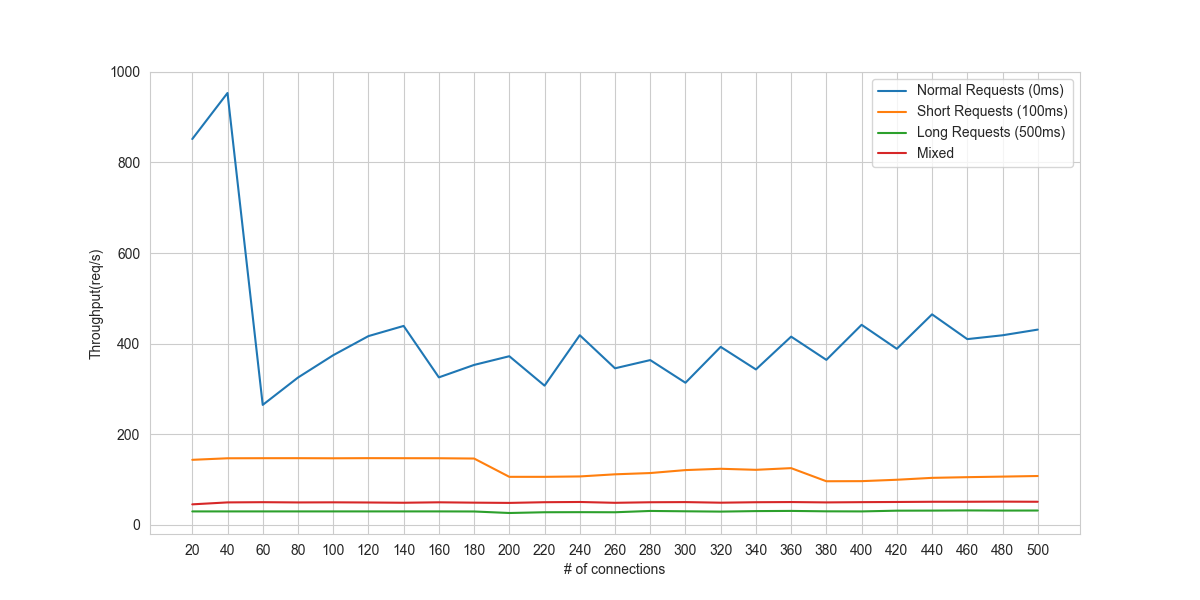 1000
800
600
400
200
0
Throughput(req/s)
Normal Requests (0ms)
Short Requests (100ms)
Long Requests (500ms)
Mixed
20 40 60 80 100 120 140 160 180 200 220 240 260 280 300 320 340 360 380 400 420 440 460 480 500
# of connections